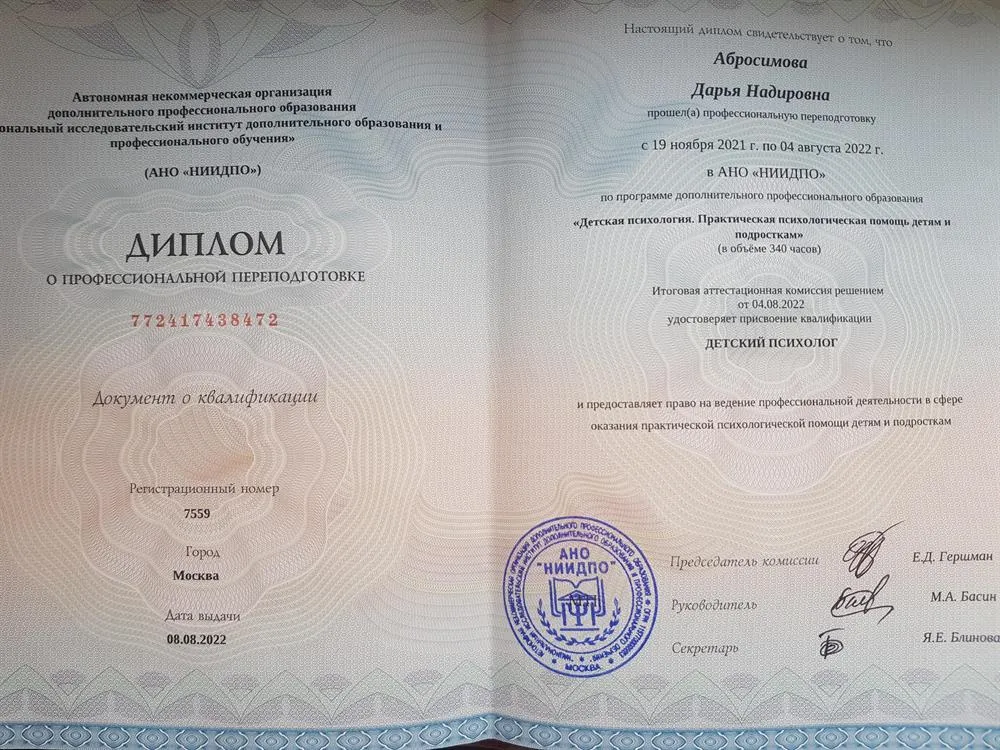 Автономная некоммерческая организация
дополнительного профессионального образования
ональный исследовательский институт дополнительного образования и
профессионального обучения»
(АНО «НИИДПО»)
ДИПЛОМ
О ПРОФЕССИОНАЛЬНОЙ ПЕРЕПОДГОТОВКЕ
772417438472
Документ о квалификации
Регистрационный номер
7559
Город
Москва
Дата выдачи
08.08.2022
Настоящий диплом свидетельствует о том, что
Абросимова
Дарья Надировна
прошел(а) профессиональную переподготовку
с 19 ноября 2021 г. по 04 августа 2022 г.
в АНО «НИИДПО»
по программе дополнительного профессионального образования
«Детская психология. Практическая психологическая помощь детям и
подросткам»
(в объёме 340 часов)
Итоговая аттестационная комиссия решением
от 04.08.2022
удостоверяет присвоение квалификации
ДЕТСКИЙ ПСИХОЛОГ
и предоставляет право на ведение профессиональной деятельности в сфере
оказания практической психологической помощи детям и подросткам
АНО
"НИИДПО"
МОСКВА
Председатель комиссии Е.Д. Гершман
Руководитель М.А. Басин
Секретарь Я.Е. Блинова